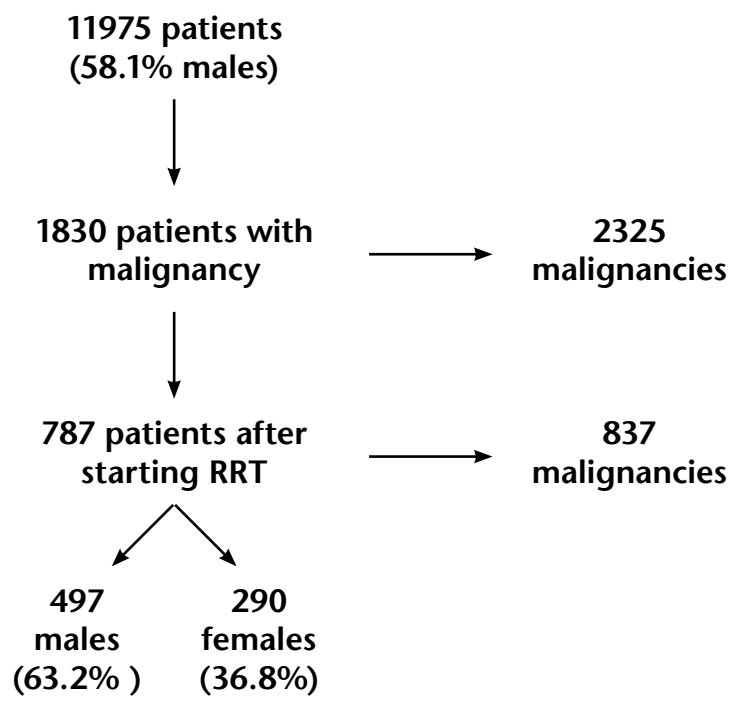 11975 patients
(58.1% males)
1830 patients with
malignancy
2325
malignancies
787 patients after
starting RRT
837
malignancies
497
males
(63.2% )
290
females
(36.8%)